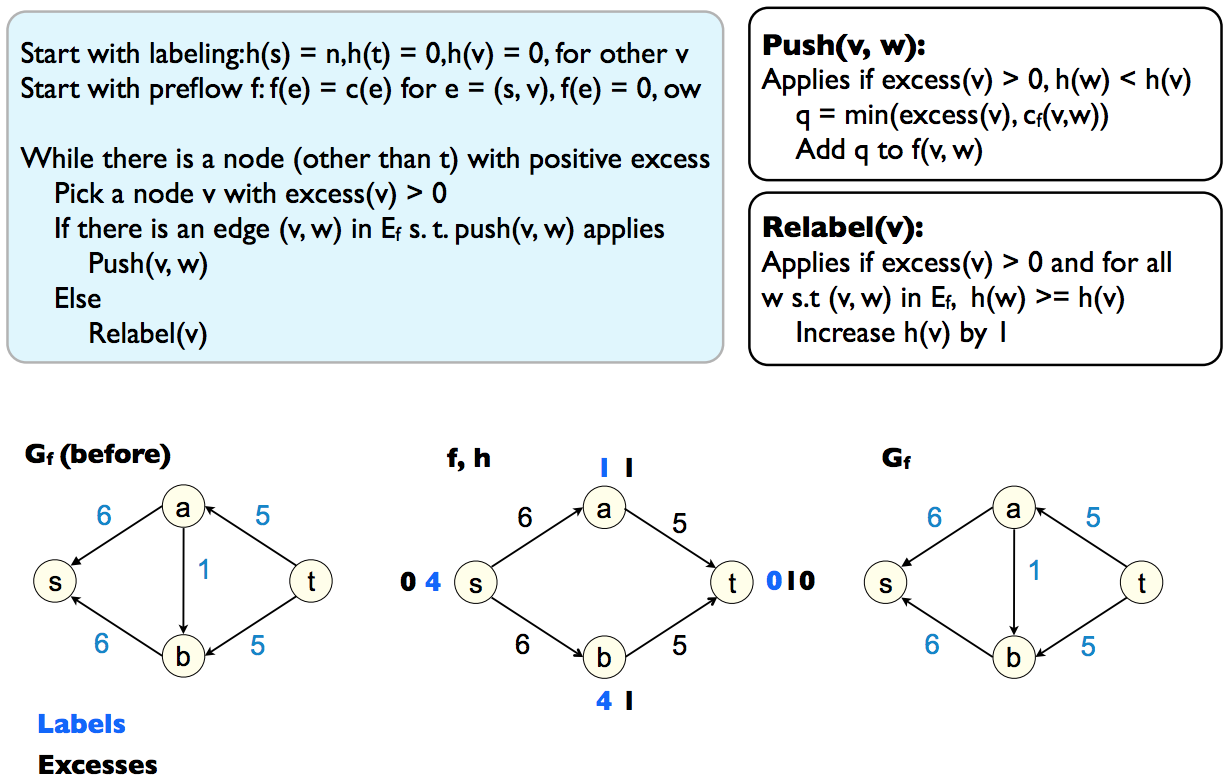 Start with labeling:h(s) = n,h(t) = 0,h(v) = 0, for other v
Start with preflow f: f(e) = c(e) for e = (s, v), f(e) = 0, ow
While there is a node (other than t) with positive excess
Pick a node v with excess(v) > 0
If there is an edge (v, w) in Ef s. t. push(v, w) applies
Push(v, w)
Else
Relabel(v)
Push(v, w):
Applies if excess(v) > 0, h(w) < h(v)
q = min(excess(v), cf(v,w))
Add q to f(v, w)
Relabel(v):
Applies if excess(v) > 0 and for all
w s.t (v, w) in Ef, h(w) >= h(v)
Increase h(v) by 1
Gf (before)
6
a
5
s
1
t
6
b
5
f, h
1 1
6
a
5
0 4
s
t
0 10
6
b
5
4 1
Gf
6
a
5
s
1
t
6
b
5
Labels
Excesses